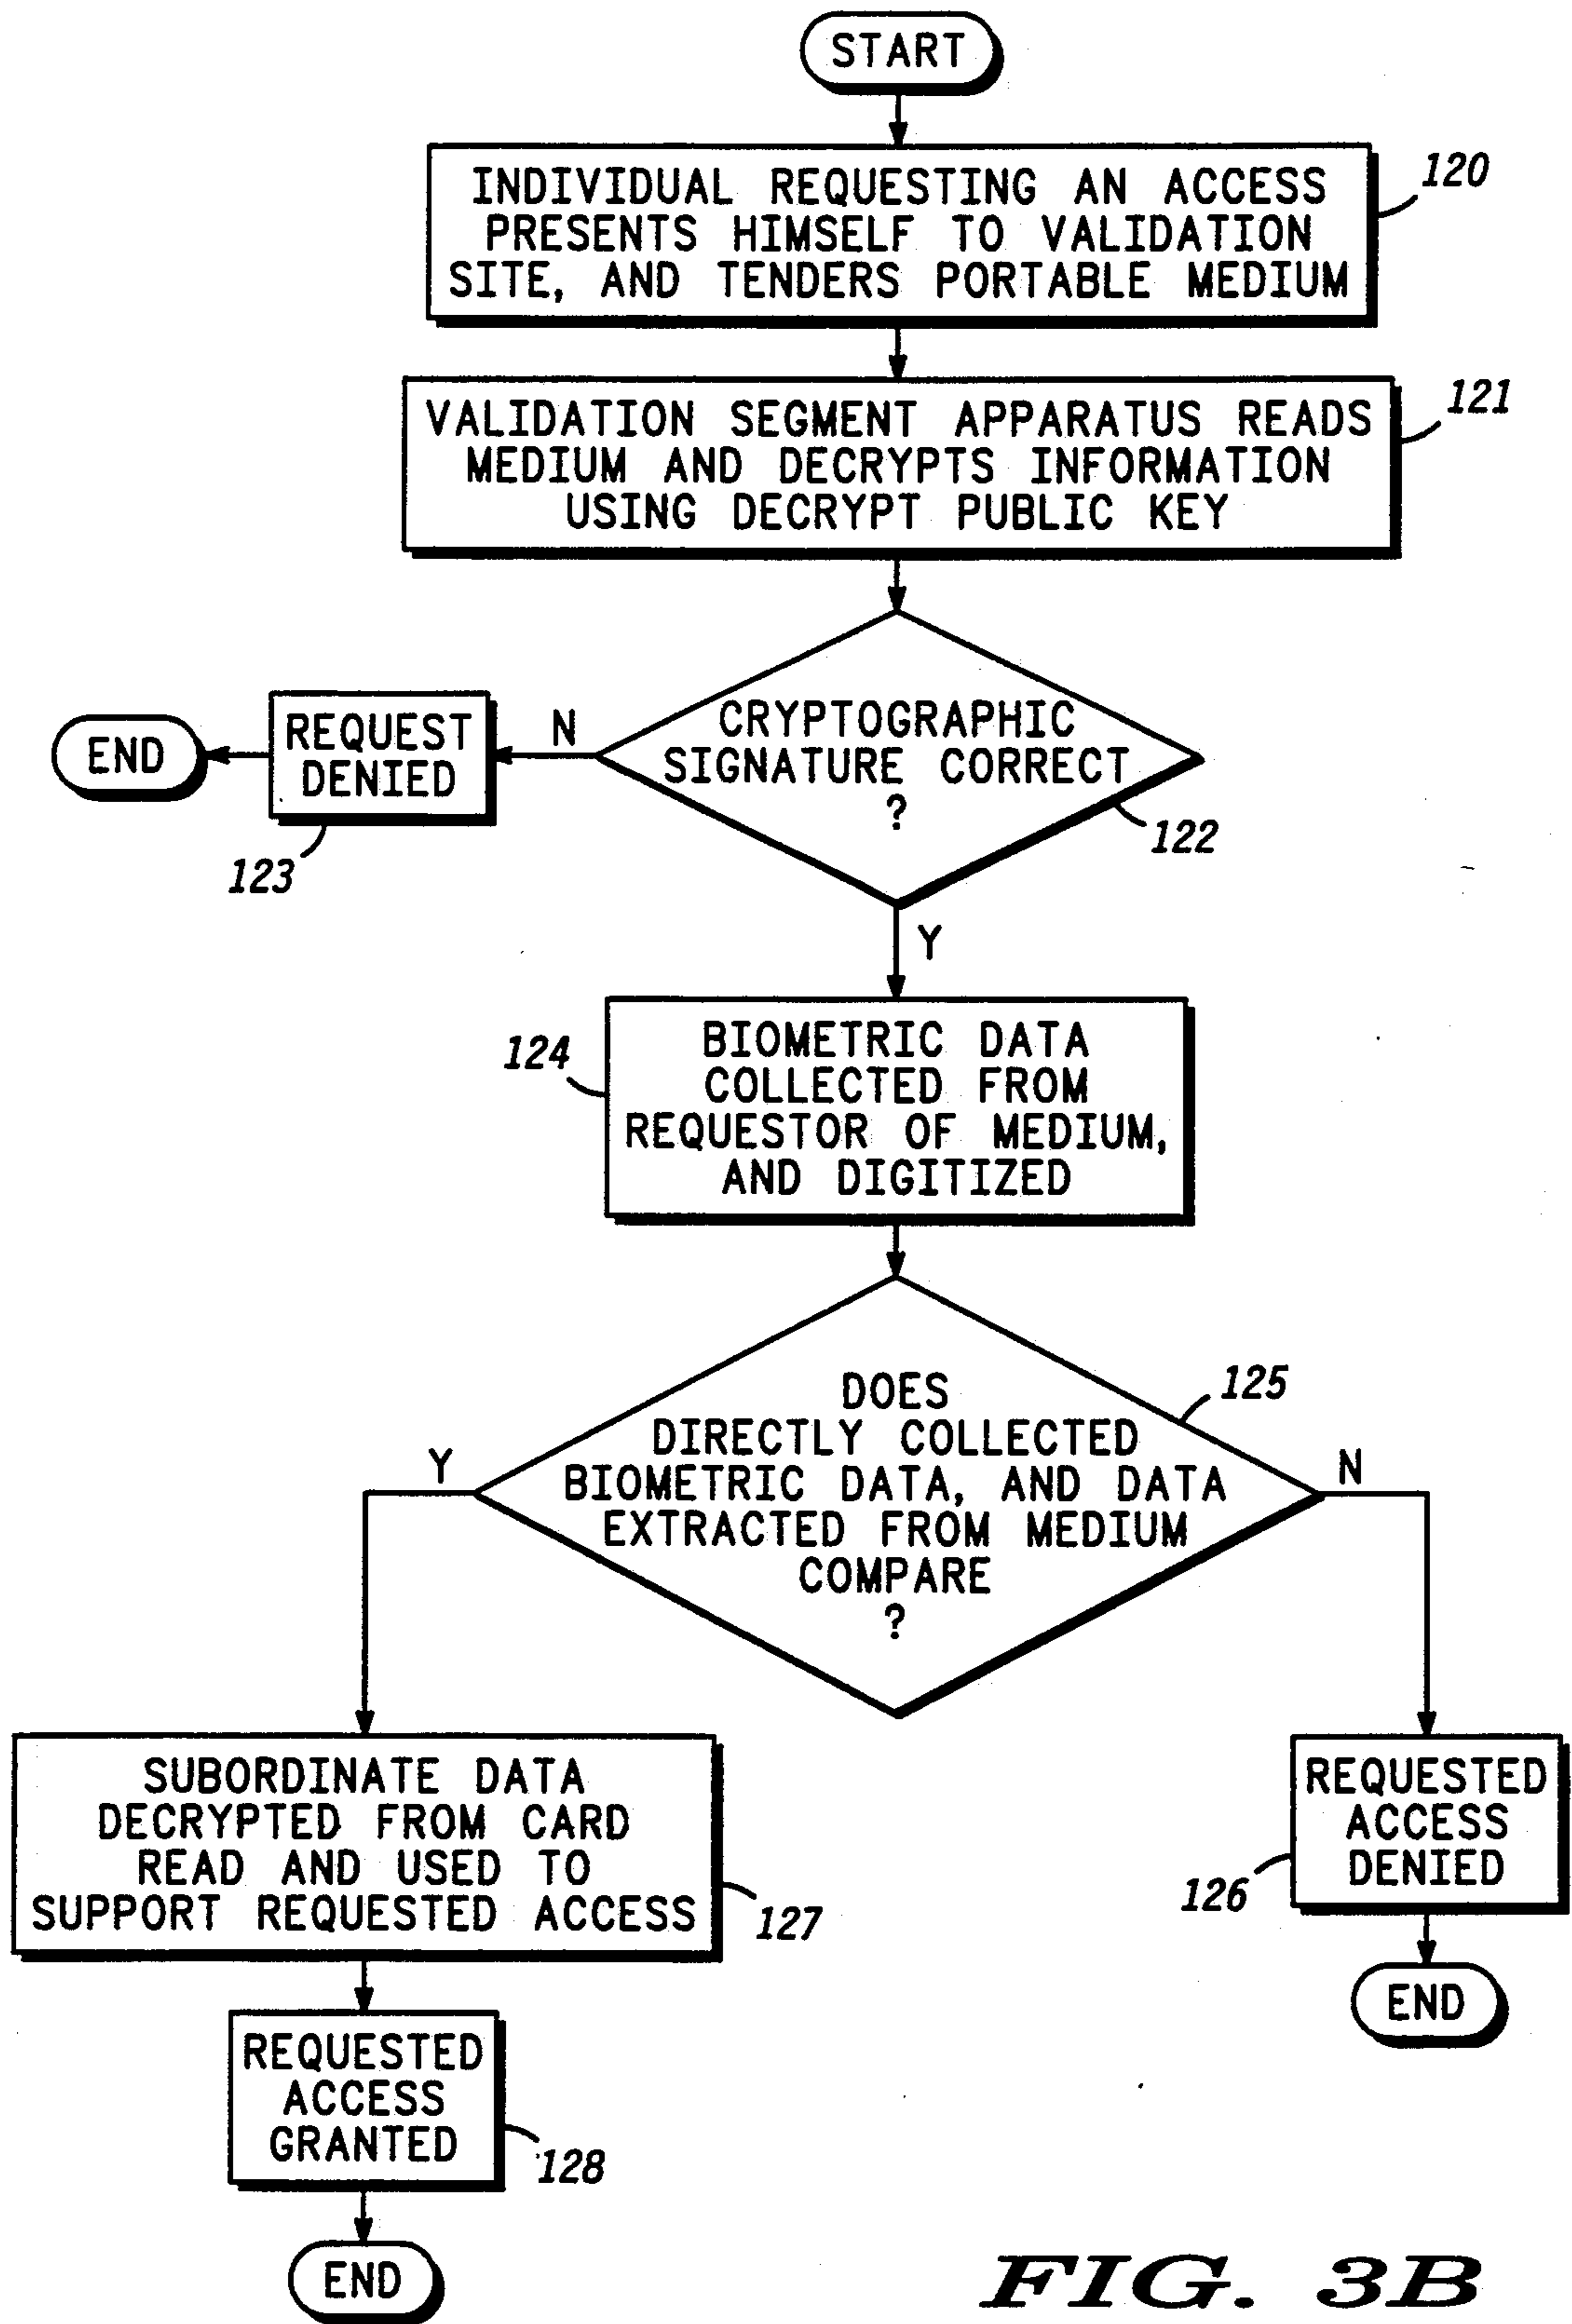 START
INDIVIDUAL REQUESTING AN ACCESS
PRESENTS HIMSELF TO VALIDATION
SITE, AND TENDERS PORTABLE MEDIUM
120
VALIDATION SEGMENT APPARATUS READS
MEDIUM AND DECRYPTS INFORMATION
USING DECRYPT PUBLIC KEY
121
CRYPTOGRAPHIC
SIGNATURE CORRECT
?
122
N
REQUEST
DENIED
123
END
Y
BIOMETRIC DATA
COLLECTED FROM
REQUESTOR OF MEDIUM,
AND DIGITIZED
124
DOES
DIRECTLY COLLECTED
BIOMETRIC DATA, AND DATA
EXTRACTED FROM MEDIUM
COMPARE
?
125
Y
N
SUBORDINATE DATA
DECRYPTED FROM CARD
READ AND USED TO
SUPPORT REQUESTED ACCESS
127
REQUESTED
ACCESS
DENIED
126
END
REQUESTED
ACCESS
GRANTED
128
END
FIG. 3B